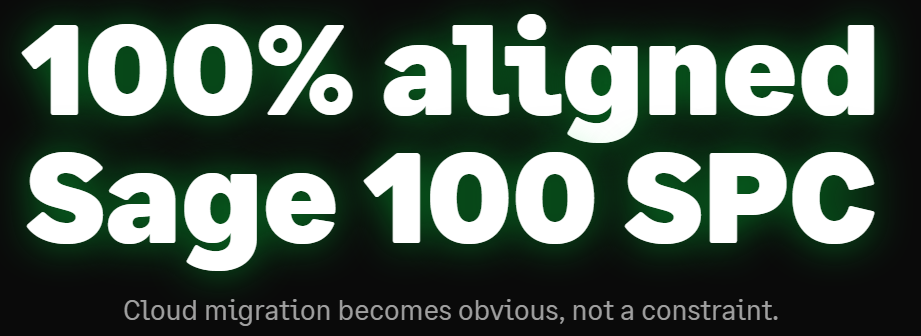 100% aligned
Sage 100 SPC
Cloud migration becomes obvious, not a constraint.